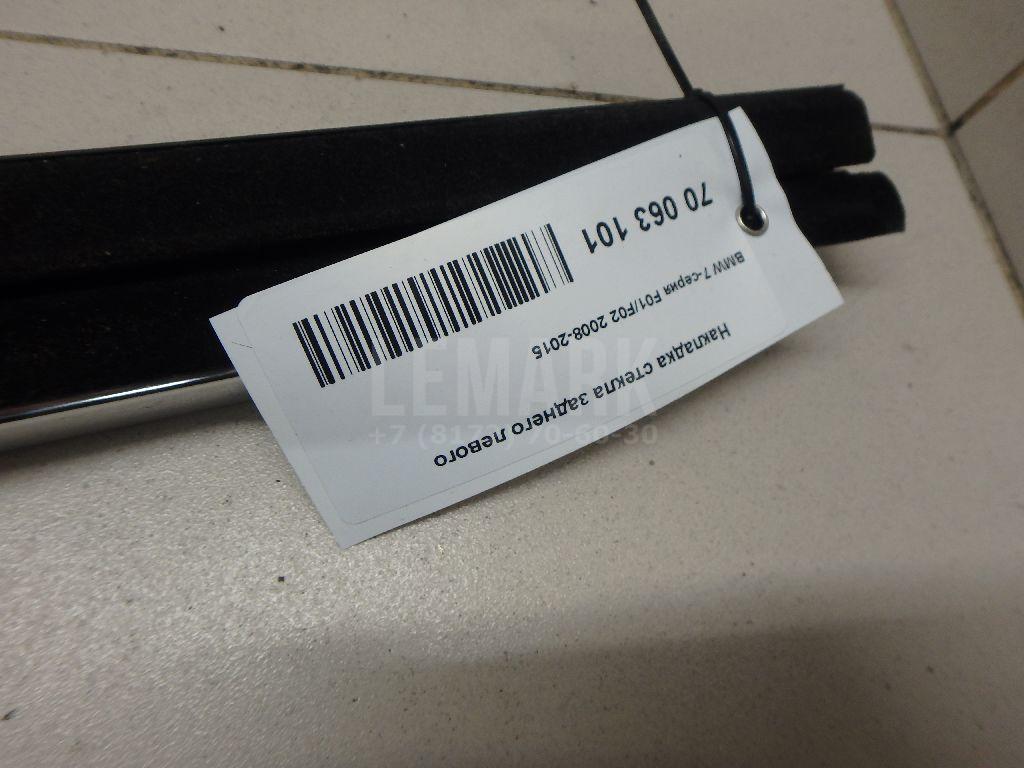 70 063 101
BMW 7-серия F01/F02 2008-2015
Накладка стекла заднего левого
LEMARK